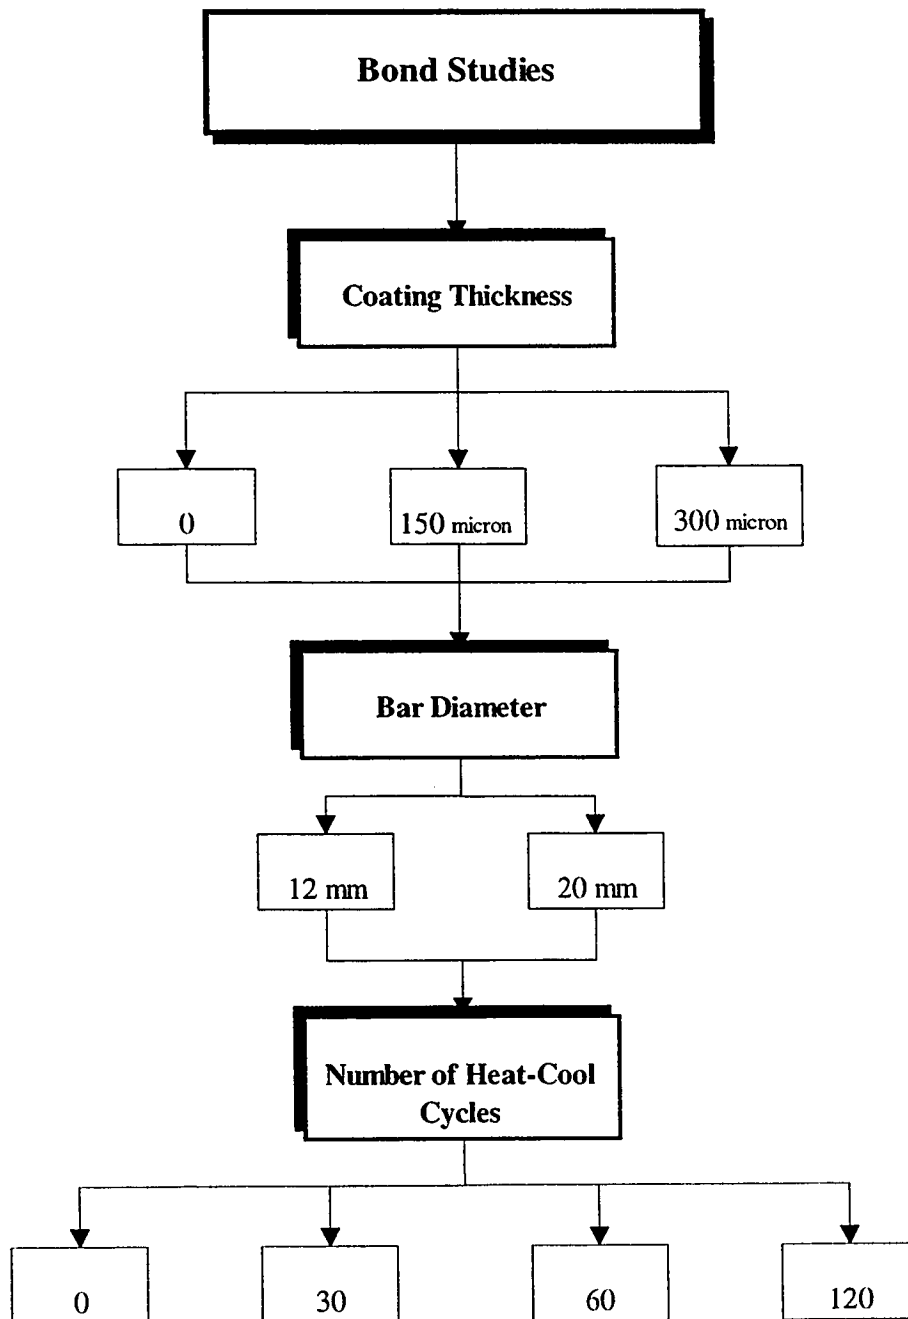 Bond Studies
Coating Thickness
0
150 micron
300 micron
Bar Diameter
12 mm
20 mm
Number of Heat-Cool
Cycles
0
30
60
120